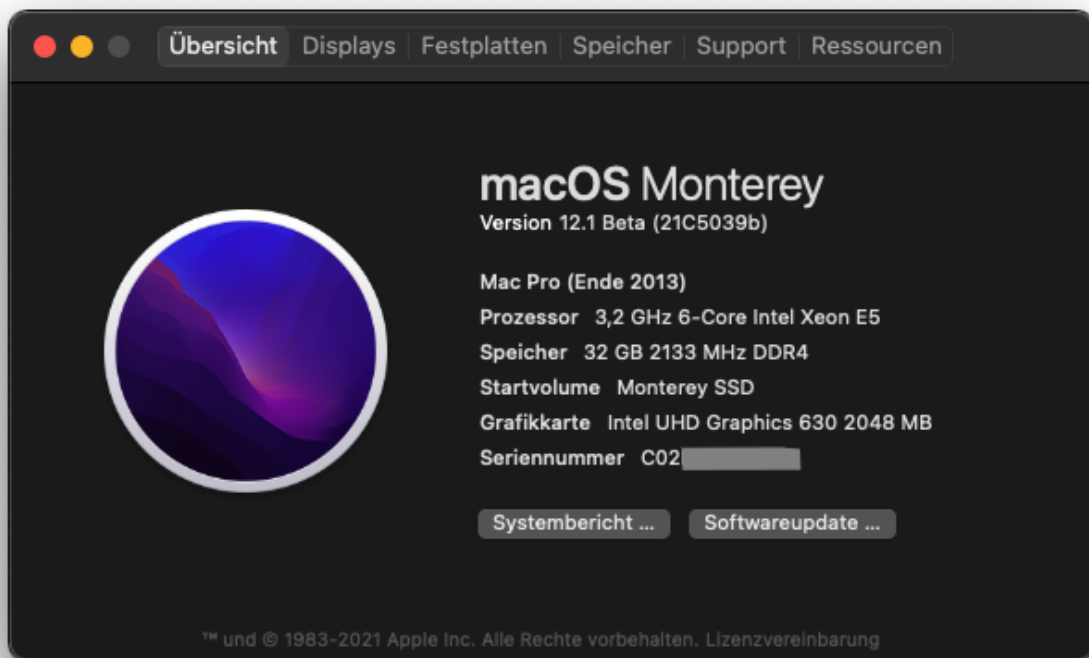 Übersicht Displays Festplatten Speicher Support Ressourcen
macOS Monterey
Version 12.1 Beta (21C5039b)
Mac Pro (Ende 2013)
Prozessor 3,2 GHz 6-Core Intel Xeon E5
Speicher 32 GB 2133 MHz DDR4
Startvolume Monterey SSD
Grafikkarte Intel UHD Graphics 630 2048 MB
Seriennummer C02
Systembericht ... Softwareupdate ...
™ und © 1983-2021 Apple Inc. Alle Rechte vorbehalten. Lizenzvereinbarung